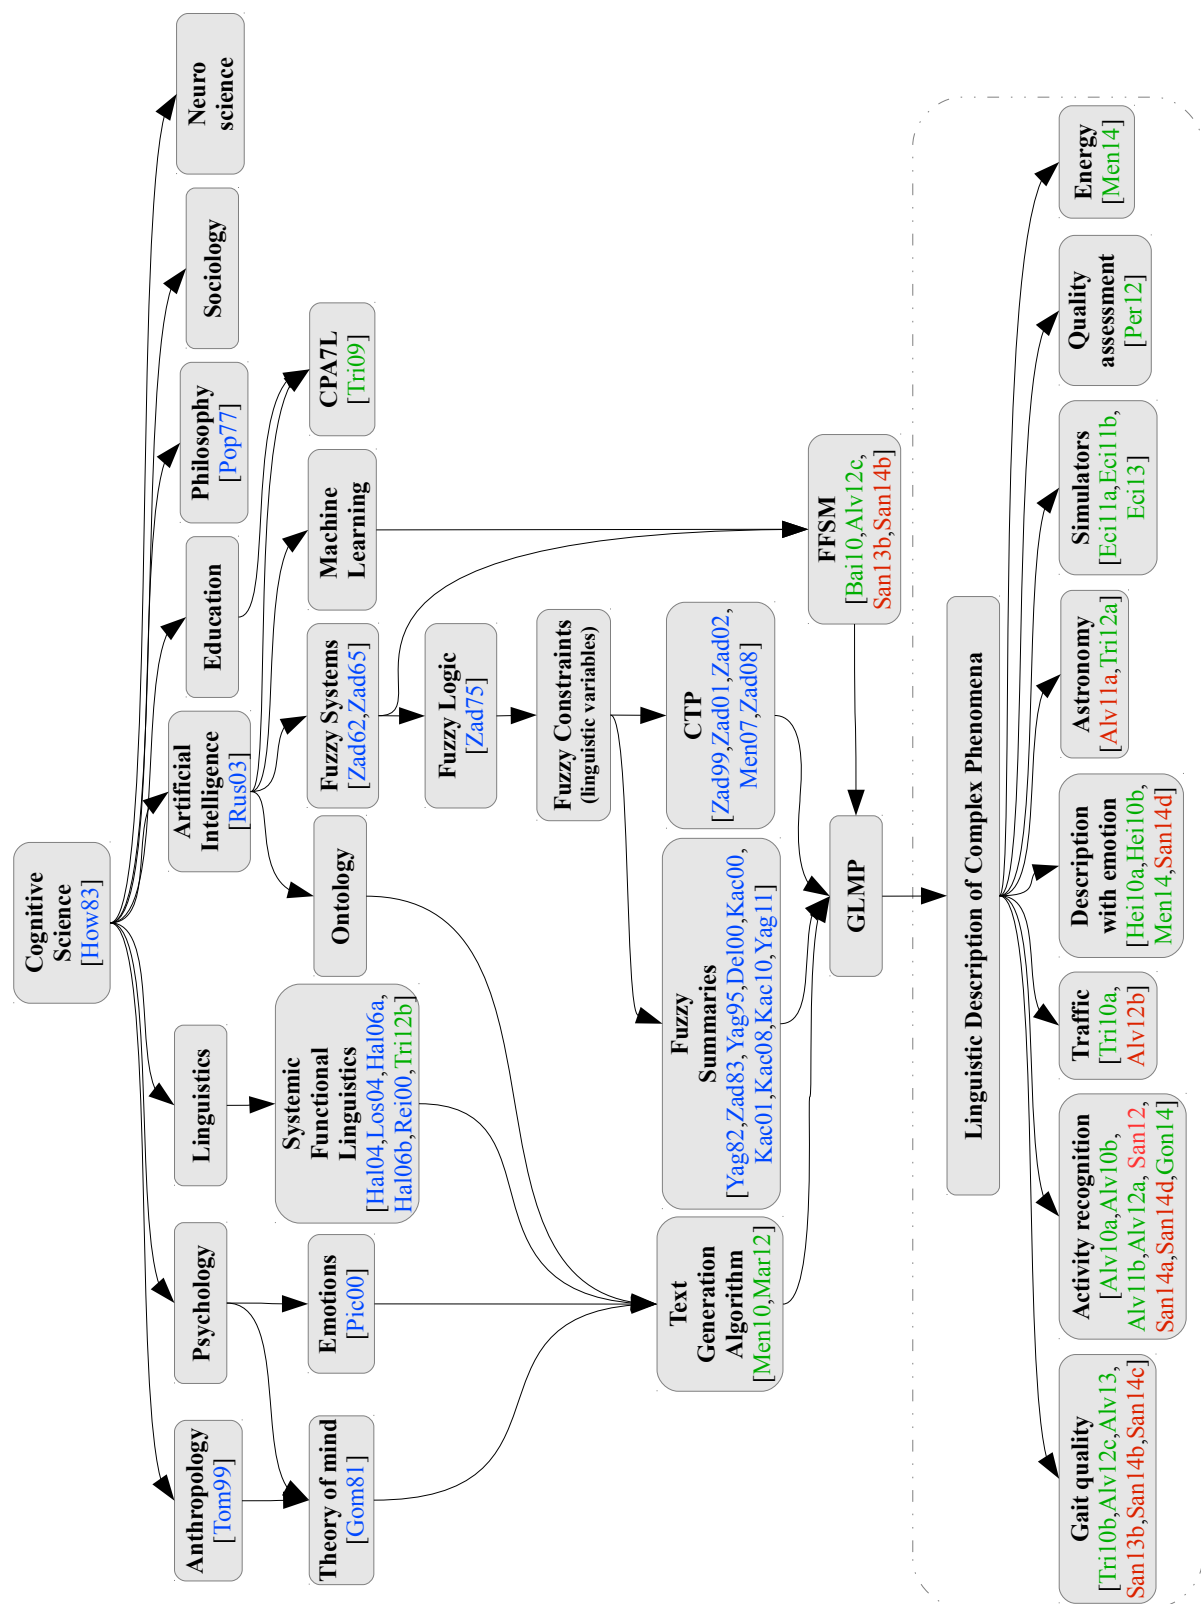 Cognitive
Science
[How83]
Anthropology
[Tom99]
Psychology
Linguistics
Artificial
Intelligence
[Rus03]
Education
Philosophy
[Pop77]
Sociology
Neuro
science
Theory of mind
[Gom81]
Emotions
[Pic00]
Systemic
Functional
Linguistics
[Hal04,Los04,Hal06a,
Hal06b,Rei00,Tri12b]
Ontology
Fuzzy Systems
[Zad62,Zad65]
Machine
Learning
CPA7L
[Tri09]
Fuzzy Logic
[Zad75]
Fuzzy Constraints
(linguistic variables)
Text
Generation
Algorithm
[Men10,Mar12]
Fuzzy
Summaries
[Yag82,Zad83,Yag95,Del00,Kac00,
Kac01,Kac08,Kac10,Yag11]
CTP
[Zad99,Zad01,Zad02,
Men07,Zad08]
FFSM
[Bai10,Alv12c,
San13b,San14b]
GLMP
Linguistic Description of Complex Phenomena
Gait quality
[Tri10b,Alv12c,Alv13,
San13b,San14b,San14c]
Activity recognition
[Alv10a,Alv10b,
Alv11b,Alv12a, San12,
San14a,San14d,Gon14]
Traffic
[Tri10a,
Alv12b]
Description
with emotion
[Hei10a,Hei10b,
Men14,San14d]
Astronomy
[Alv11a,Tri12a]
Simulators
[Eci11a,Eci11b,
Eci13]
Quality
assessment
[Per12]
Energy
[Men14]